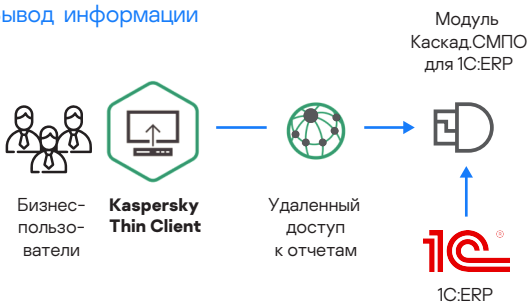 вывод информации
Модуль
Каскад.СМПО
для 1С:ERP
Бизнес-
пользо-
ватели
Kaspersky
Thin Client
Удаленный
доступ
к отчетам
1С®
1С:ERP